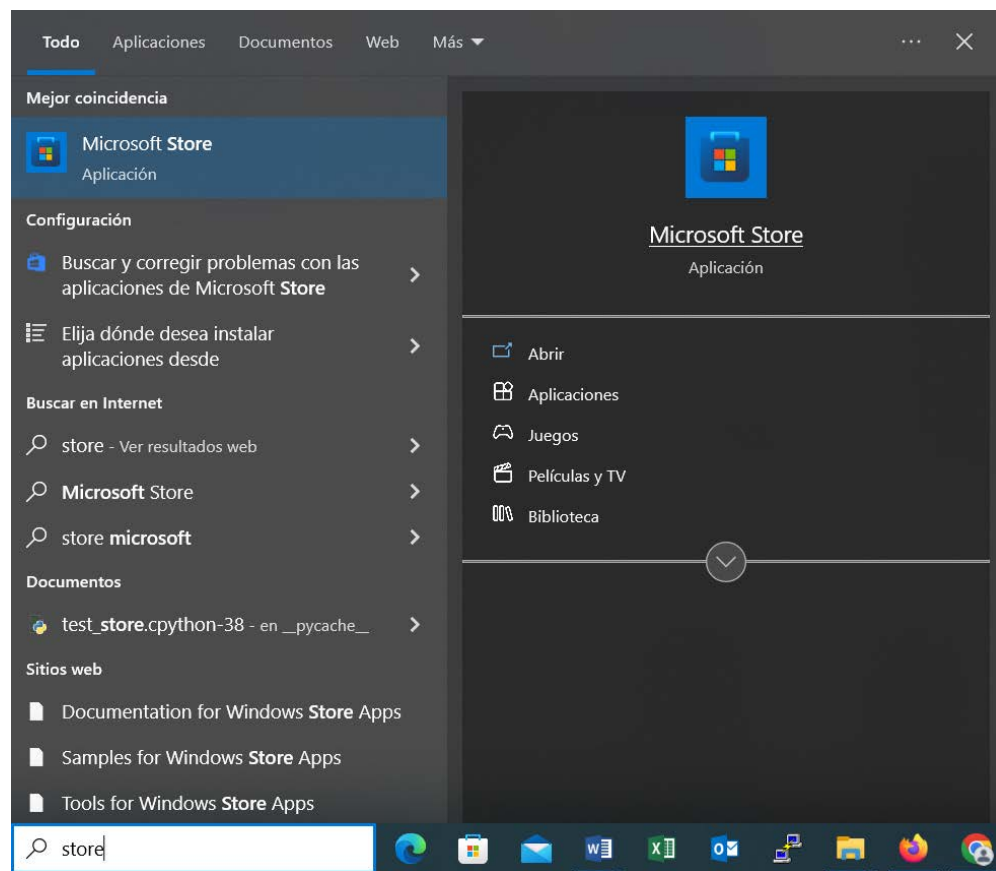 Todo Aplicaciones Documentos Web Más
Mejor coincidencia
Microsoft Store
Aplicación
Configuración
Buscar y corregir problemas con las
aplicaciones de Microsoft Store
Elija dónde desea instalar
aplicaciones desde
Buscar en Internet
store - Ver resultados web
Microsoft Store
store microsoft
Documentos
test_store.cpython-38 - en __pycache__
Sitios web
Documentation for Windows Store Apps
Samples for Windows Store Apps
Tools for Windows Store Apps
store
Microsoft Store
Aplicación
Abrir
Aplicaciones
Juegos
Películas y TV
Biblioteca